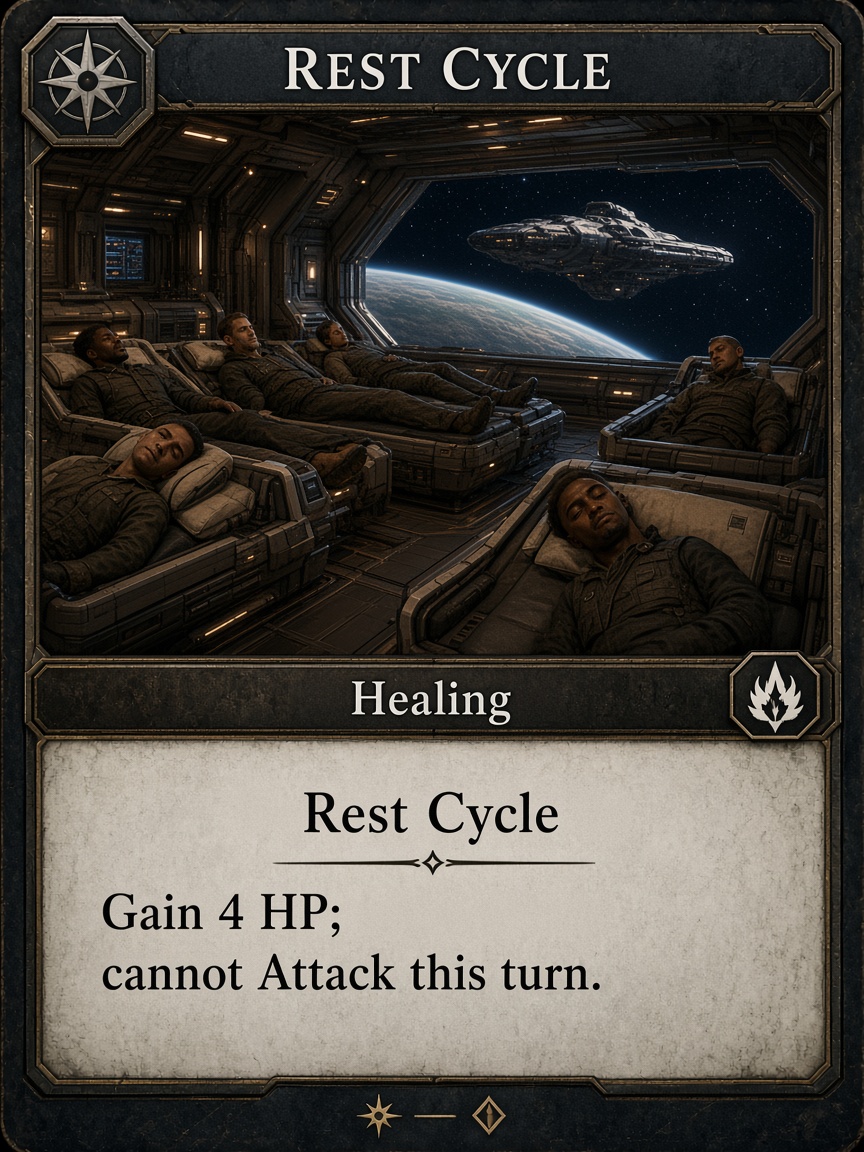 REST CYCLE
Healing
Rest Cycle
Gain 4 HP;
cannot Attack this turn.